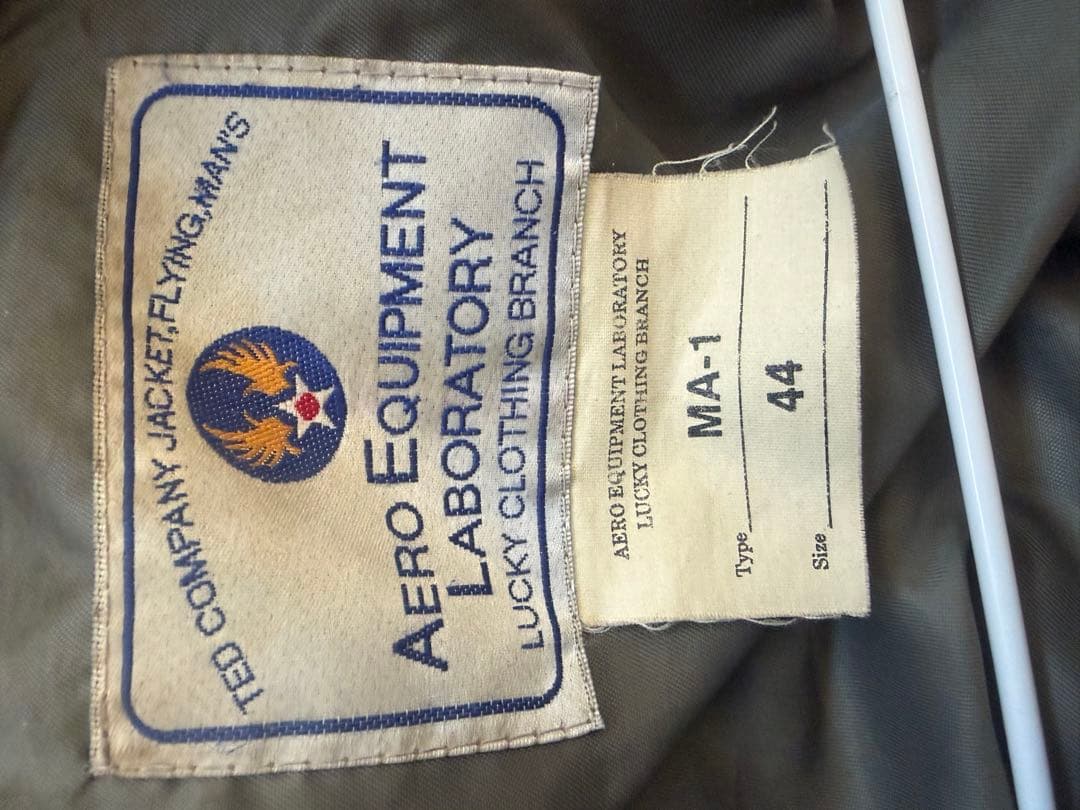 TED COMPANY JACKET,FLYING,MAN'S
AERO EQUIPMENT
LABORATORY
LUCKY CLOTHING BRANCH
AERO EQUIPMENT LABORATORY
LUCKY CLOTHING BRANCH
Type MA-1
Size 44